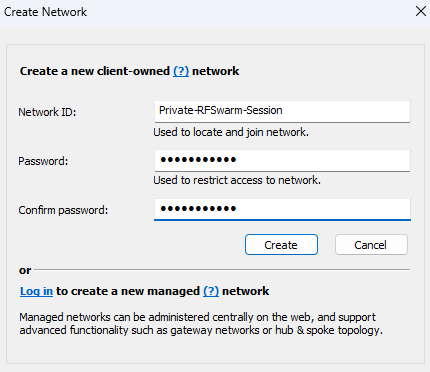 Create Network
Create a new client-owned (?) network
Network ID:
Private-RFSwarm-Session
Used to locate and join network.
Password:
●●●●●●●●●●●
Used to restrict access to network.
Confirm password:
●●●●●●●●●●●
Create
Cancel
or
Log in to create a new managed (?) network
Managed networks can be administered centrally on the web, and support
advanced functionality such as gateway networks or hub & spoke topology.